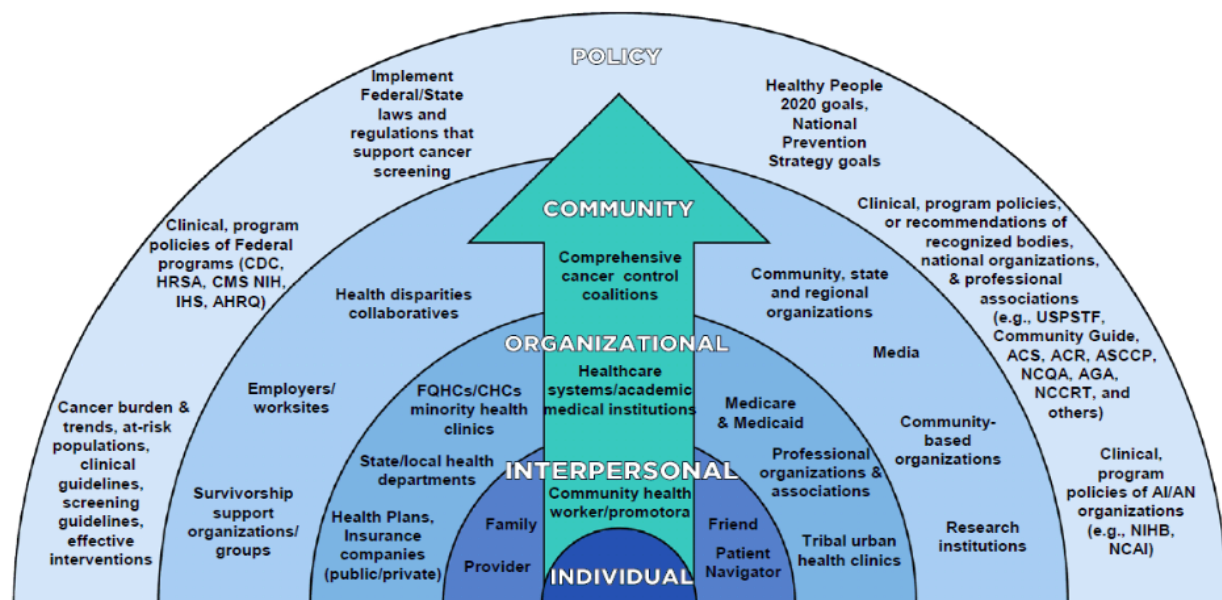 POLICY
Implement
Federal/State
laws and
regulations that
support cancer
screening
Healthy People
2020 goals,
National
Prevention
Strategy goals
Clinical, program
policies of Federal
programs (CDC,
HRSA, CMS NIH,
IHS, AHRQ)
Clinical, program policies,
or recommendations of
recognized bodies,
national organizations,
& professional
associations
(e.g., USPSTF,
Community Guide,
ACS, ACR, ASCCP,
NCQA, AGA,
NCCRT, and
others)
Cancer burden &
trends, at-risk
populations,
clinical
guidelines,
screening
guidelines,
effective
interventions
Clinical,
program
policies of AI/AN
organizations
(e.g., NIHB,
NCAI)
COMMUNITY
Comprehensive
cancer control
coalitions
Health disparities
collaboratives
Community, state
and regional
organizations
Employers/
worksites
Media
Survivorship
support
organizations/
groups
Community-
based
organizations
Research
institutions
ORGANIZATIONAL
Healthcare
systems/academic
medical institutions
FQHCs/CHCs
minority health
clinics
Medicare
& Medicaid
State/local health
departments
Professional
organizations &
associations
Health Plans,
Insurance
companies
(public/private)
Tribal urban
health clinics
INTERPERSONAL
Community health
worker/promotora
Family
Friend
Provider
Patient
Navigator
INDIVIDUAL